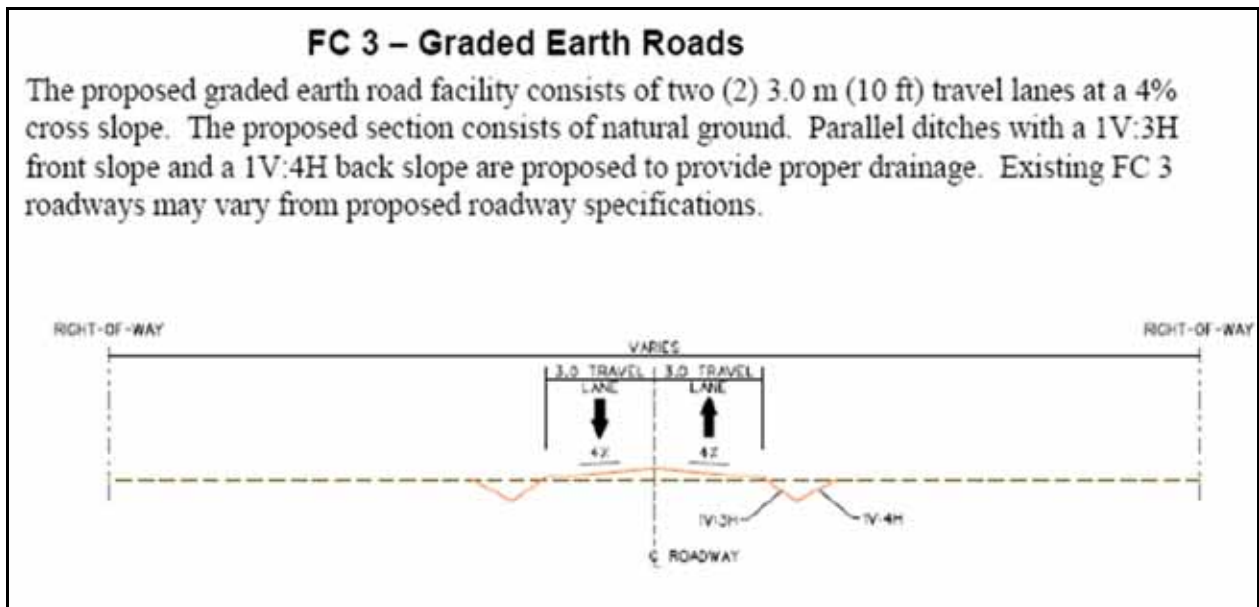 FC 3 – Graded Earth Roads
The proposed graded earth road facility consists of two (2) 3.0 m (10 ft) travel lanes at a 4%
cross slope. The proposed section consists of natural ground. Parallel ditches with a 1V:3H
front slope and a 1V:4H back slope are proposed to provide proper drainage. Existing FC 3
roadways may vary from proposed roadway specifications.
RIGHT-OF-WAY
RIGHT-OF-WAY
VARIES
3.0 TRAVEL
LANE
3.0 TRAVEL
LANE
4%
4%
1V:3H
1V:4H
℄ ROADWAY